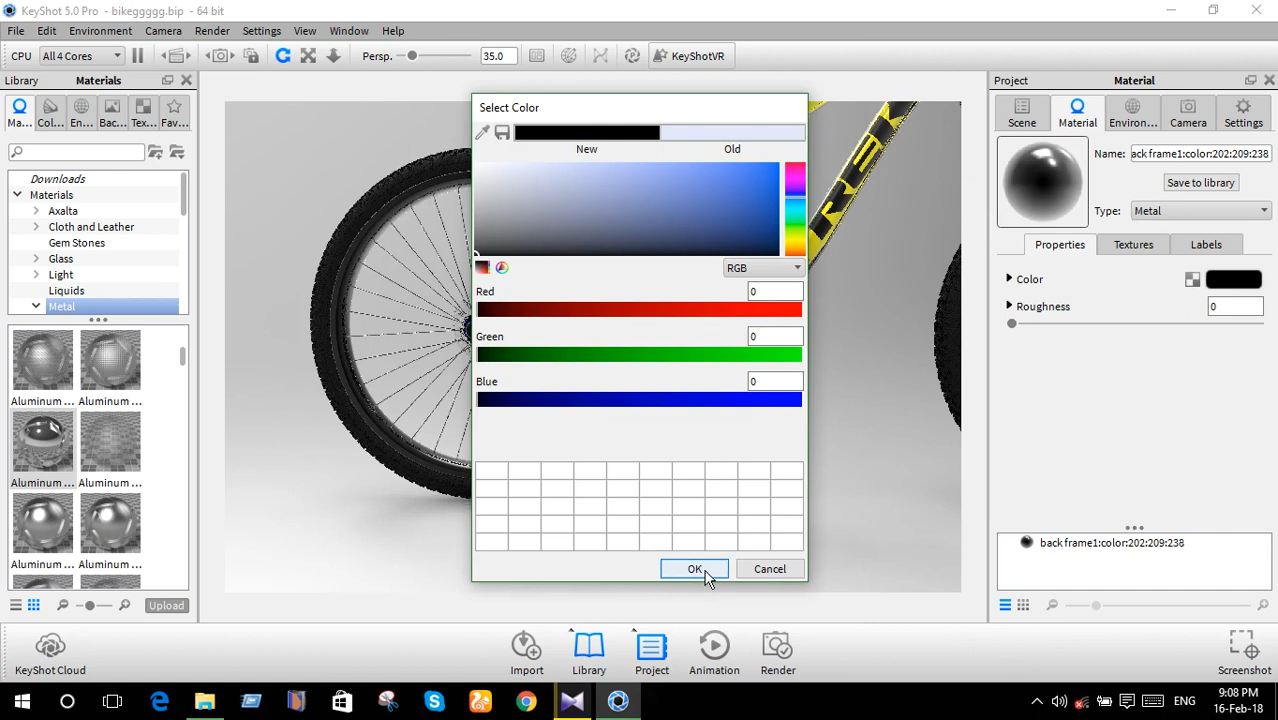 KeyShot 5.0 Pro - bikeggggg.bip - 64 bit
File Edit Environment Camera Render Settings View Window Help
CPU All 4 Cores Persp. 35.0 KeyShotVR
Library Materials
Ma... Col... En... Bac... Tex... Fav...
Downloads
Materials
Axalta
Cloth and Leather
Gem Stones
Glass
Light
Liquids
Metal
Aluminum ... Aluminum ...
Aluminum ... Aluminum ...
Aluminum ... Aluminum ...
Upload
Select Color
New Old
RGB
Red 0
Green 0
Blue 0
OK Cancel
Project Material
Scene Material Environ... Camera Settings
Name: ack frame1:color:202:209:238
Save to library
Type: Metal
Properties Textures Labels
Color
Roughness 0
back frame1:color:202:209:238
KeyShot Cloud Import Library Project Animation Render Screenshot
ENG 9:08 PM
16-Feb-18